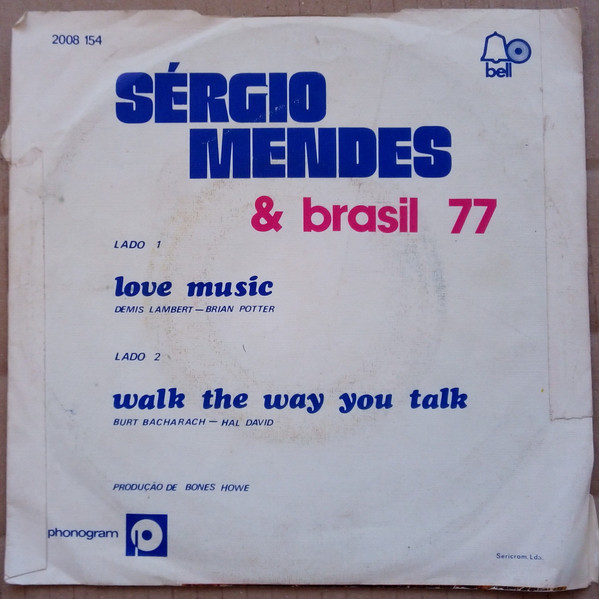 2008 154
bell
SÉRGIO
MENDES
& brasil 77
LADO 1
love music
DEMIS LAMBERT — BRIAN POTTER
LADO 2
walk the way you talk
BURT BACHARACH — HAL DAVID
PRODUÇÃO DE BONES HOWE
phonogram
Sericrom. Lda.